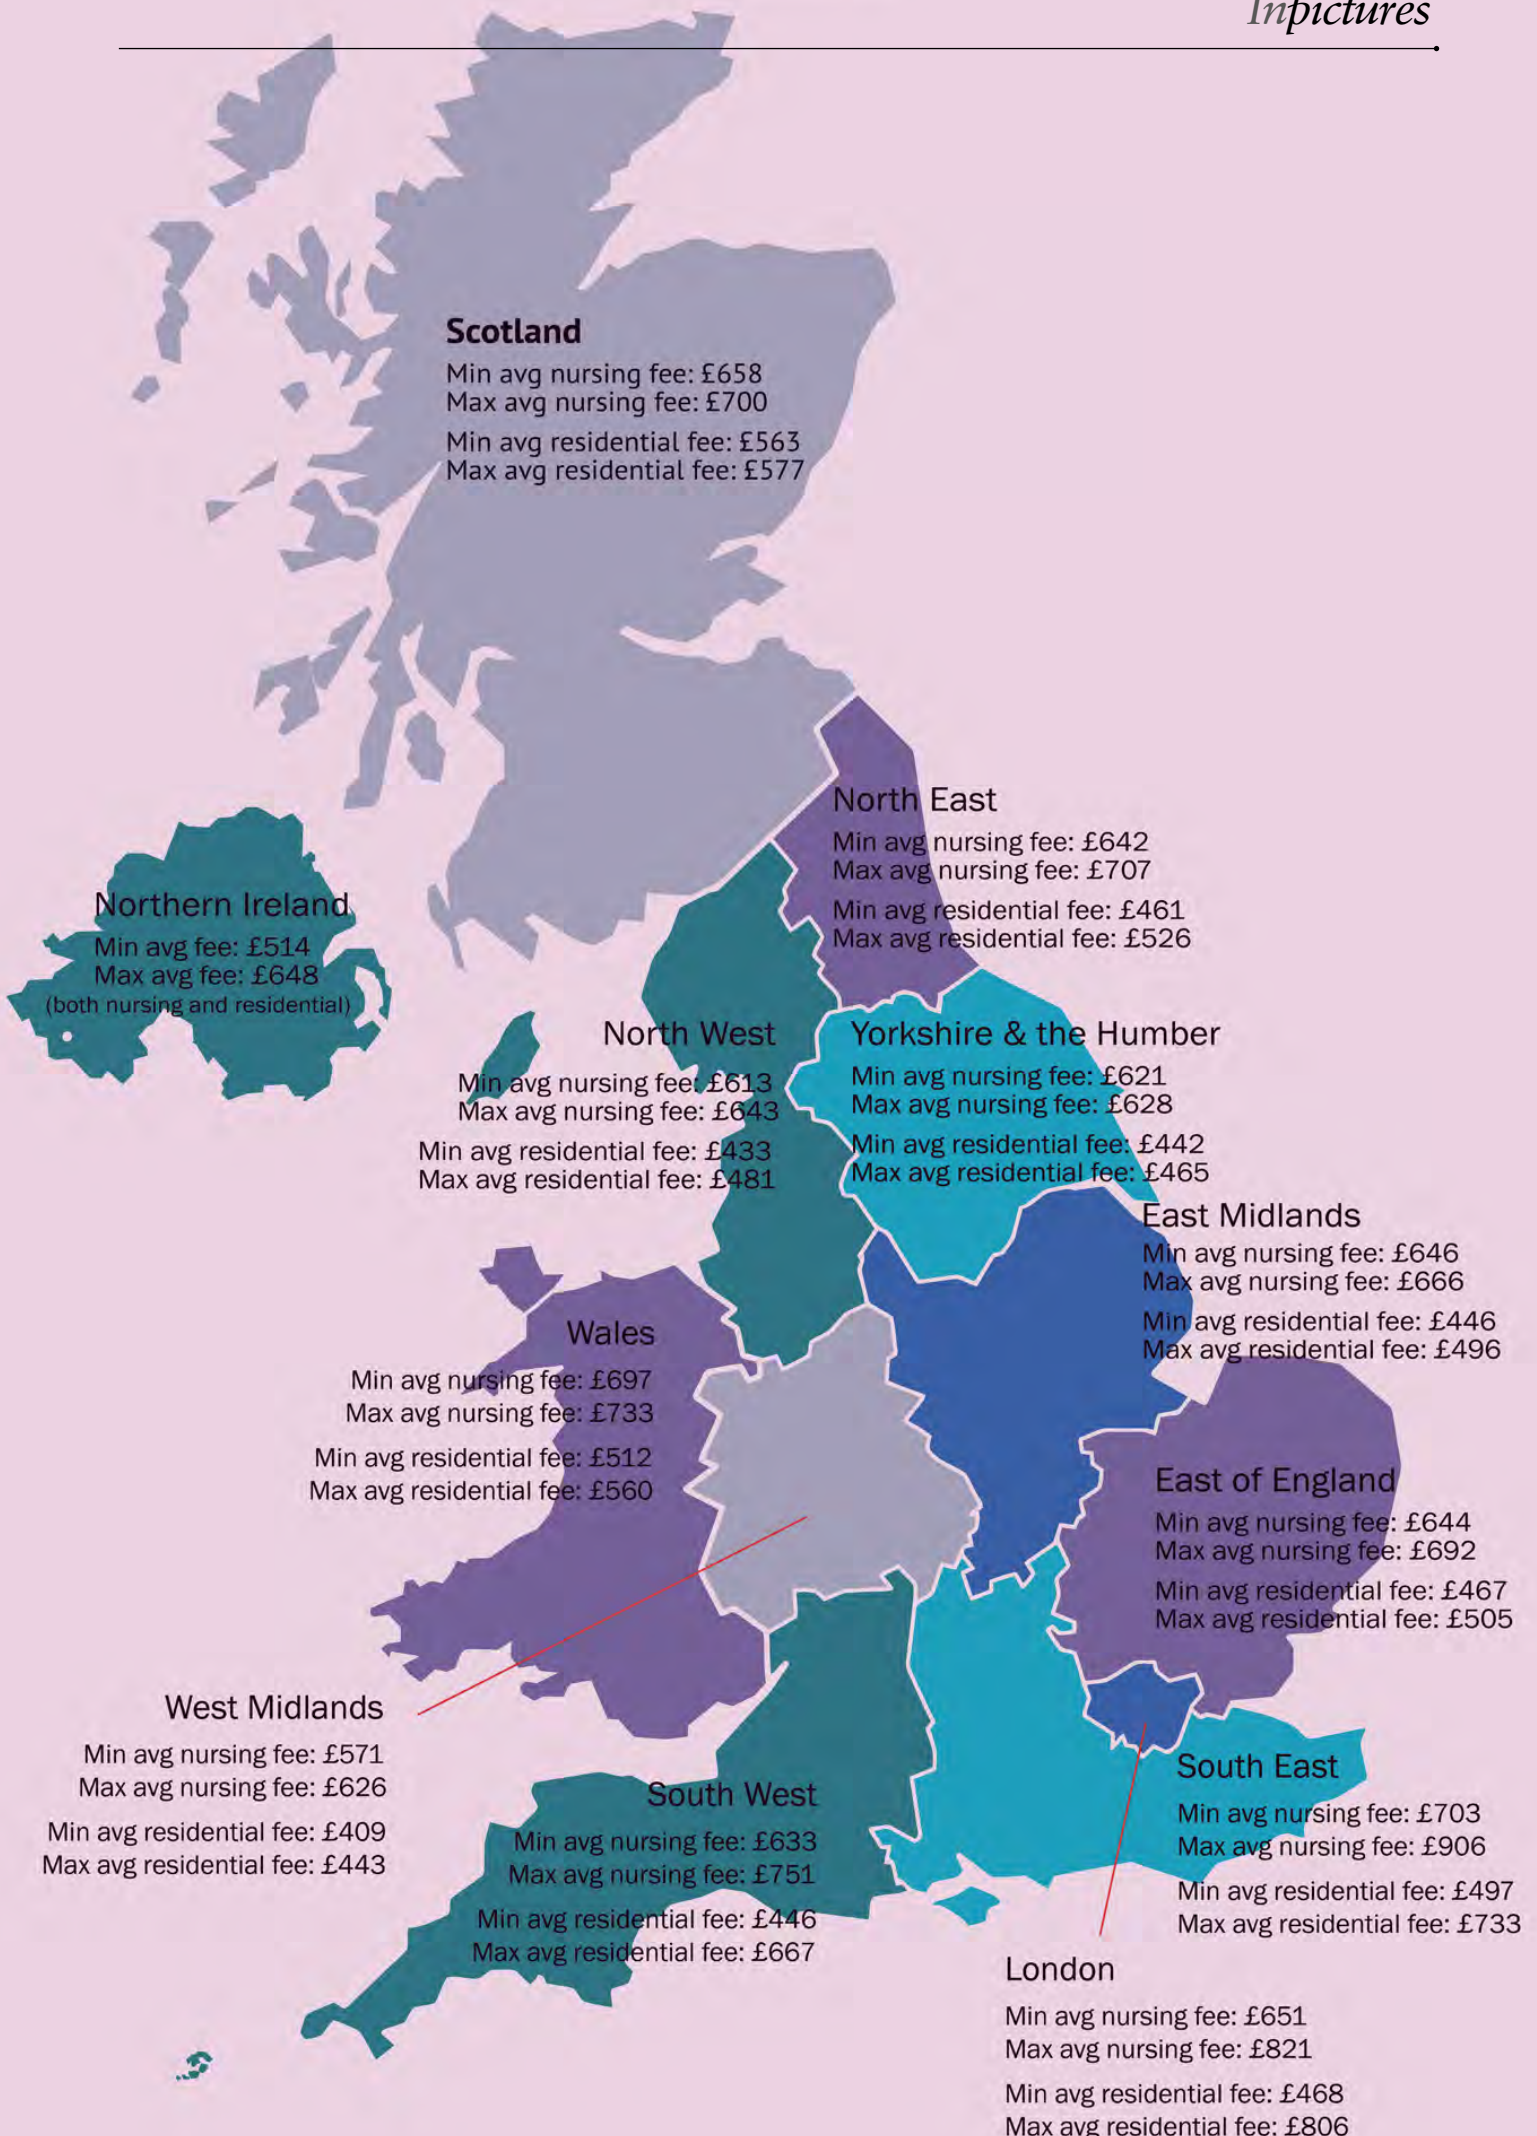 Inpictures
Scotland
Min avg nursing fee: £658
Max avg nursing fee: £700
Min avg residential fee: £563
Max avg residential fee: £577
North East
Min avg nursing fee: £642
Max avg nursing fee: £707
Min avg residential fee: £461
Max avg residential fee: £526
Northern Ireland
Min avg fee: £514
Max avg fee: £648
(both nursing and residential)
North West
Min avg nursing fee: £613
Max avg nursing fee: £643
Min avg residential fee: £433
Max avg residential fee: £481
Yorkshire & the Humber
Min avg nursing fee: £621
Max avg nursing fee: £628
Min avg residential fee: £442
Max avg residential fee: £465
East Midlands
Min avg nursing fee: £646
Max avg nursing fee: £666
Min avg residential fee: £446
Max avg residential fee: £496
Wales
Min avg nursing fee: £697
Max avg nursing fee: £733
Min avg residential fee: £512
Max avg residential fee: £560
East of England
Min avg nursing fee: £644
Max avg nursing fee: £692
Min avg residential fee: £467
Max avg residential fee: £505
West Midlands
Min avg nursing fee: £571
Max avg nursing fee: £626
Min avg residential fee: £409
Max avg residential fee: £443
South West
Min avg nursing fee: £633
Max avg nursing fee: £751
Min avg residential fee: £446
Max avg residential fee: £667
South East
Min avg nursing fee: £703
Max avg nursing fee: £906
Min avg residential fee: £497
Max avg residential fee: £733
London
Min avg nursing fee: £651
Max avg nursing fee: £821
Min avg residential fee: £468
Max avg residential fee: £806